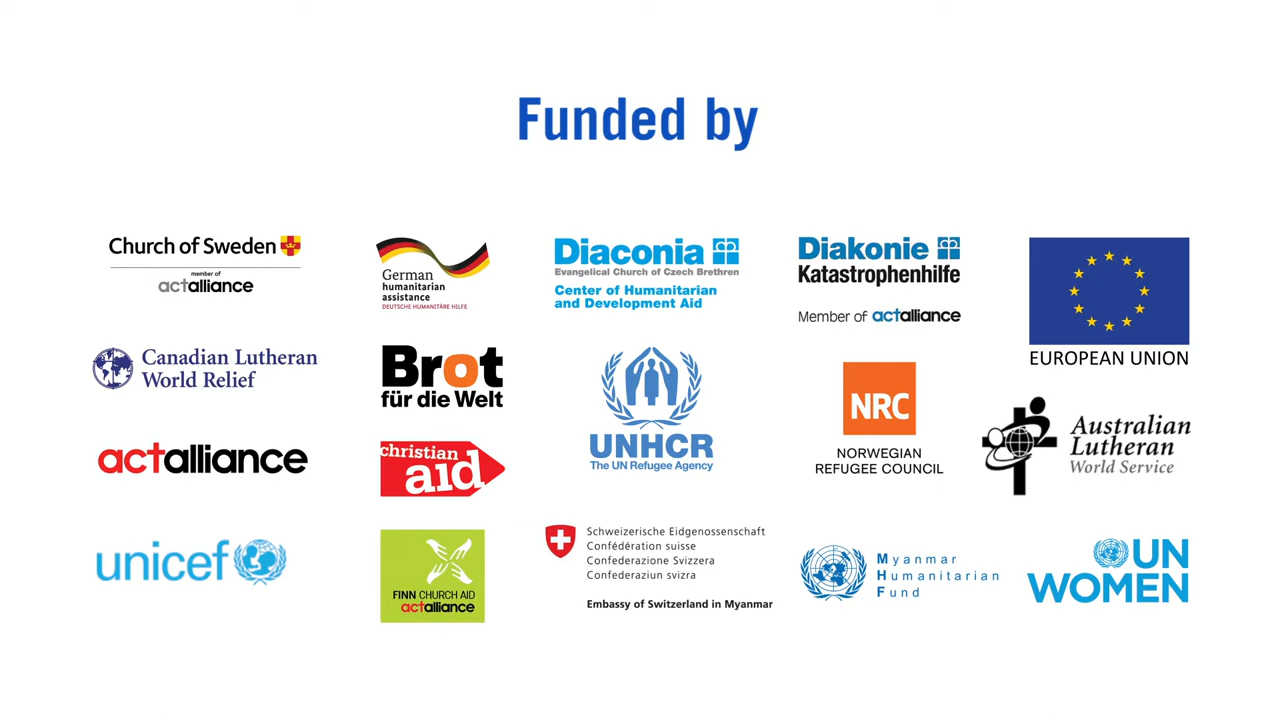 Funded by
Church of Sweden
member of
actalliance
German
humanitarian
assistance
DEUTSCHE HUMANITÄRE HILFE
Diaconia
Evangelical Church of Czech Brethren
Center of Humanitarian
and Development Aid
Diakonie
Katastrophenhilfe
Member of actalliance
EUROPEAN UNION
Canadian Lutheran
World Relief
Brot
für die Welt
UNHCR
The UN Refugee Agency
NRC
NORWEGIAN
REFUGEE COUNCIL
Australian
Lutheran
World Service
actalliance
christian
aid
unicef
FINN CHURCH AID
actalliance
Schweizerische Eidgenossenschaft
Confédération suisse
Confederazione Svizzera
Confederaziun svizra
Embassy of Switzerland in Myanmar
Myanmar
Humanitarian
Fund
UN
WOMEN